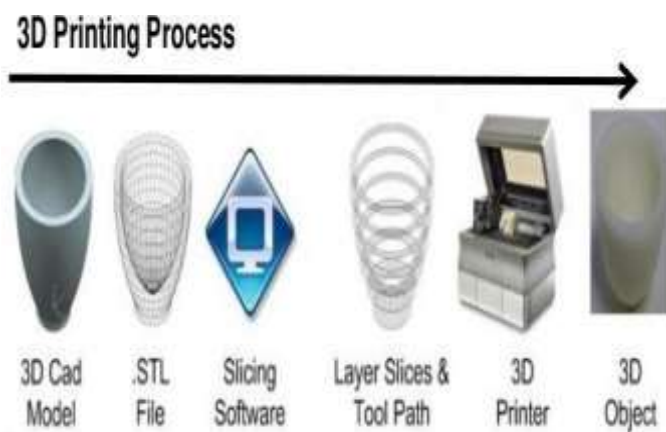 3D Printing Process
3D Cad
Model
.STL
File
Slicing
Software
Layer Slices &
Tool Path
3D
Printer
3D
Object